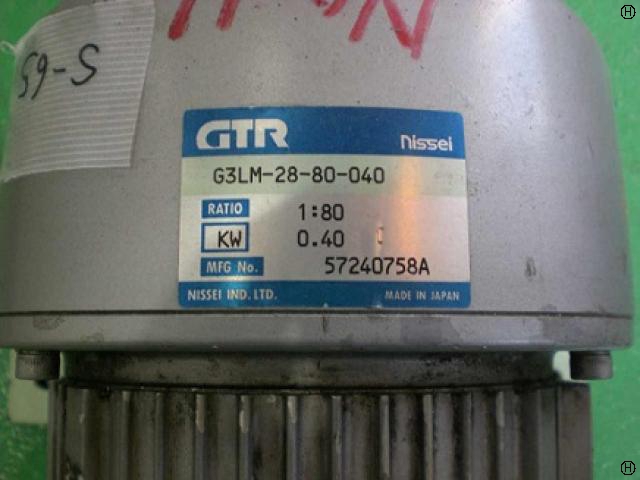 S-65
GTR nissei
G3LM-28-80-040
RATIO 1:80
KW 0.40
MFG No. 57240758A
NISSEI IND. LTD. MADE IN JAPAN
H
H